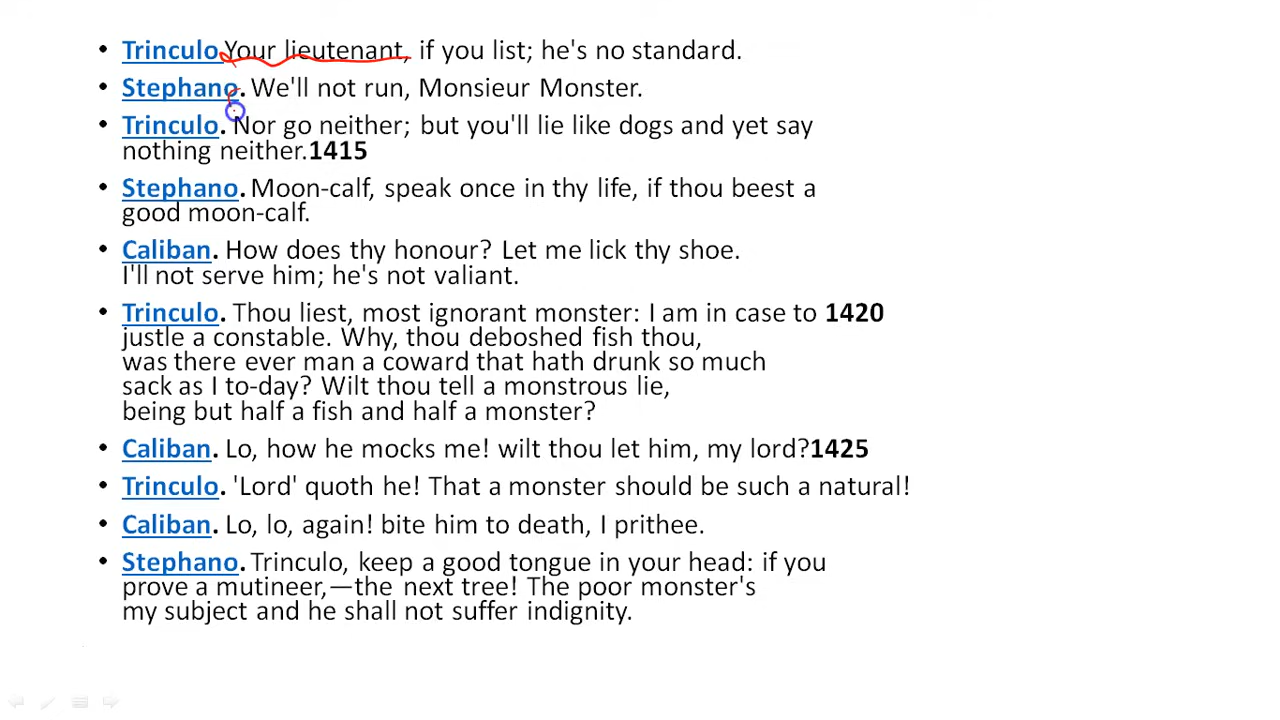 • Trinculo.Your lieutenant, if you list; he's no standard.
• Stephano. We'll not run, Monsieur Monster.
• Trinculo. Nor go neither; but you'll lie like dogs and yet say
nothing neither.1415
• Stephano. Moon-calf, speak once in thy life, if thou beest a
good moon-calf.
• Caliban. How does thy honour? Let me lick thy shoe.
I'll not serve him; he's not valiant.
• Trinculo. Thou liest, most ignorant monster: I am in case to 1420
justle a constable. Why, thou deboshed fish thou,
was there ever man a coward that hath drunk so much
sack as I to-day? Wilt thou tell a monstrous lie,
being but half a fish and half a monster?
• Caliban. Lo, how he mocks me! wilt thou let him, my lord?1425
• Trinculo. 'Lord' quoth he! That a monster should be such a natural!
• Caliban. Lo, lo, again! bite him to death, I prithee.
• Stephano. Trinculo, keep a good tongue in your head: if you
prove a mutineer,—the next tree! The poor monster's
my subject and he shall not suffer indignity.